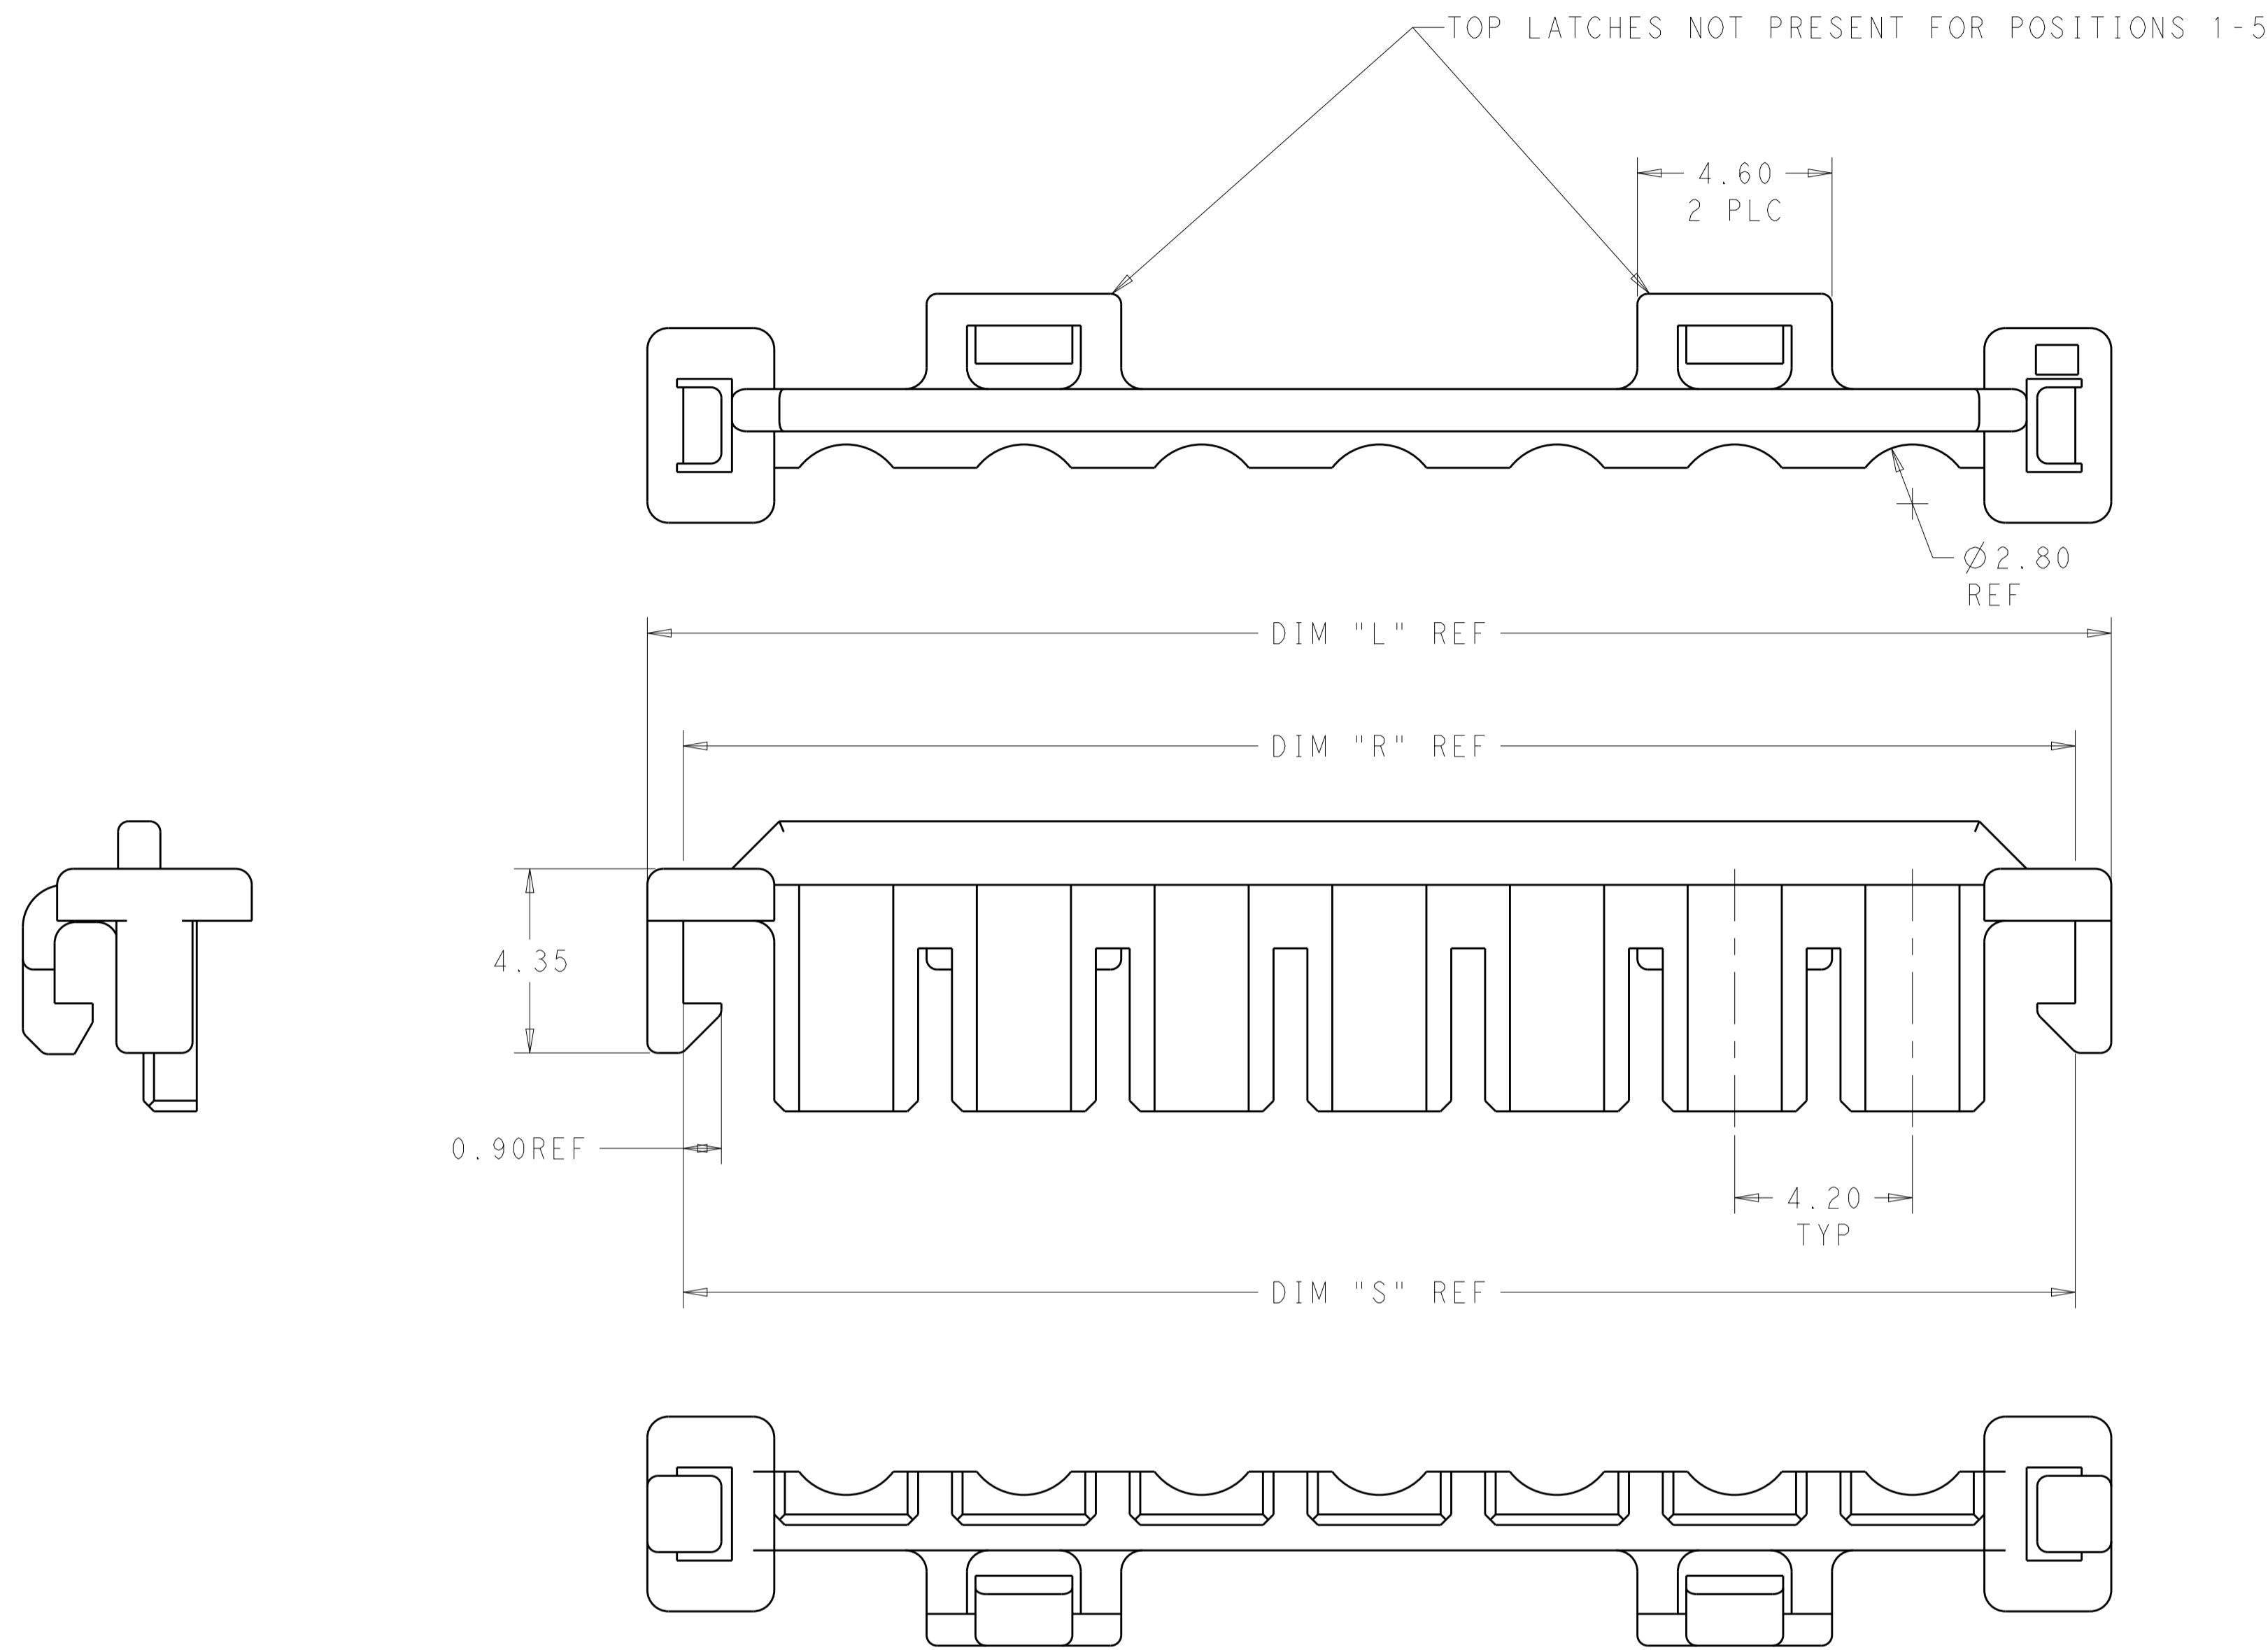 TOP LATCHES NOT PRESENT FOR POSITIONS 1-5
4.60
2 PLC
Ø2.80
REF
DIM "L" REF
DIM "R" REF
4.35
0.90REF
4.20
TYP
DIM "S" REF